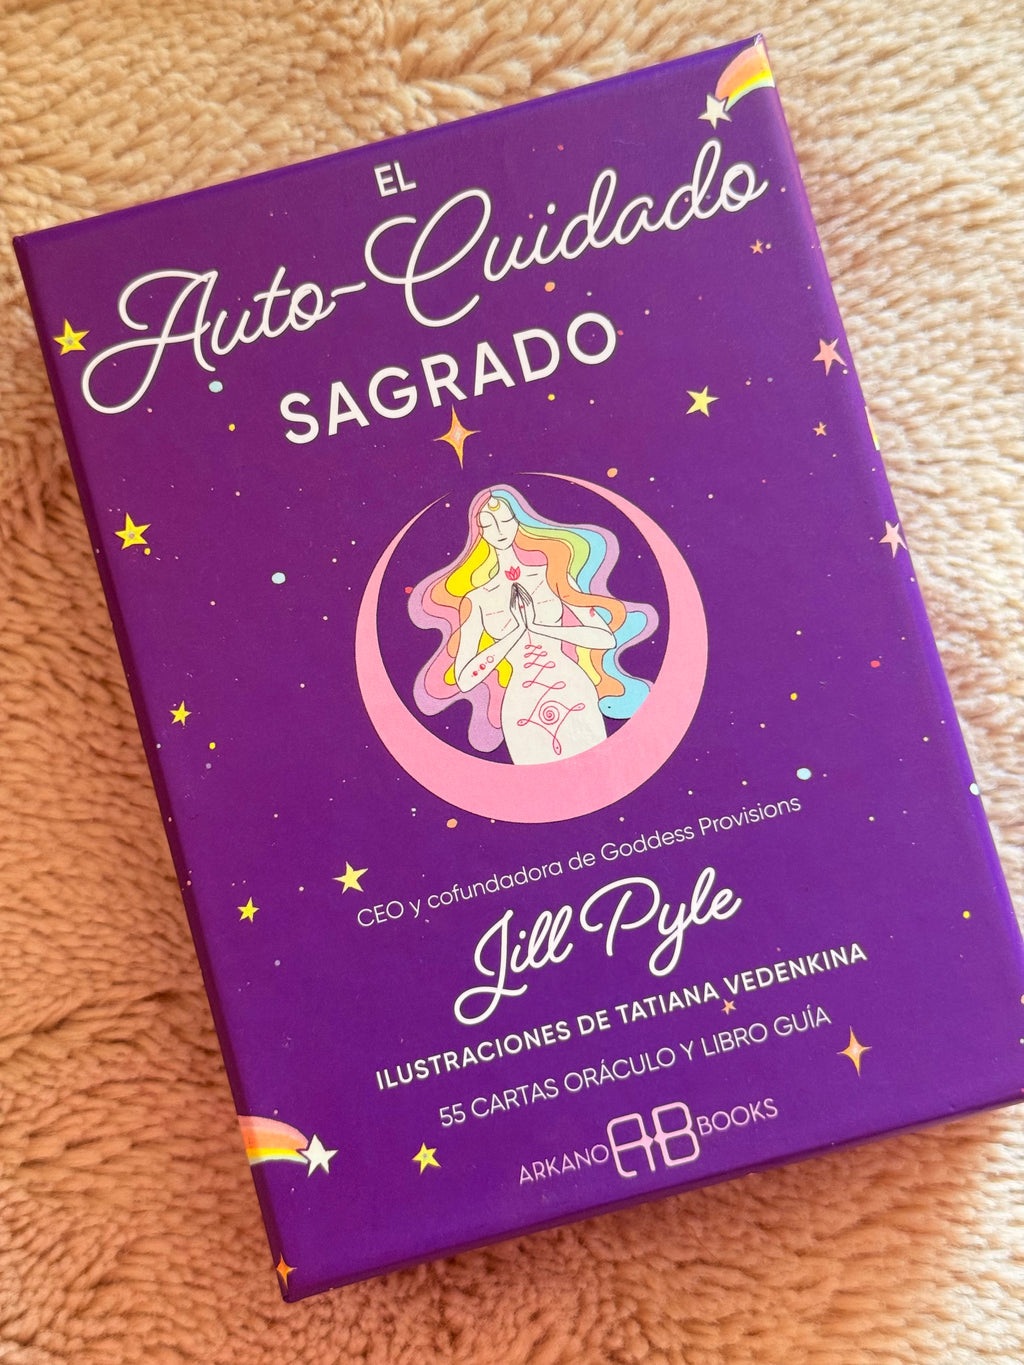 EL
Auto-Cuidado
SAGRADO
CEO y cofundadora de Goddess Provisions
Jill Pyle
ILUSTRACIONES DE TATIANA VEDENKINA
55 CARTAS ORÁCULO Y LIBRO GUÍA
ARKANO AB BOOKS